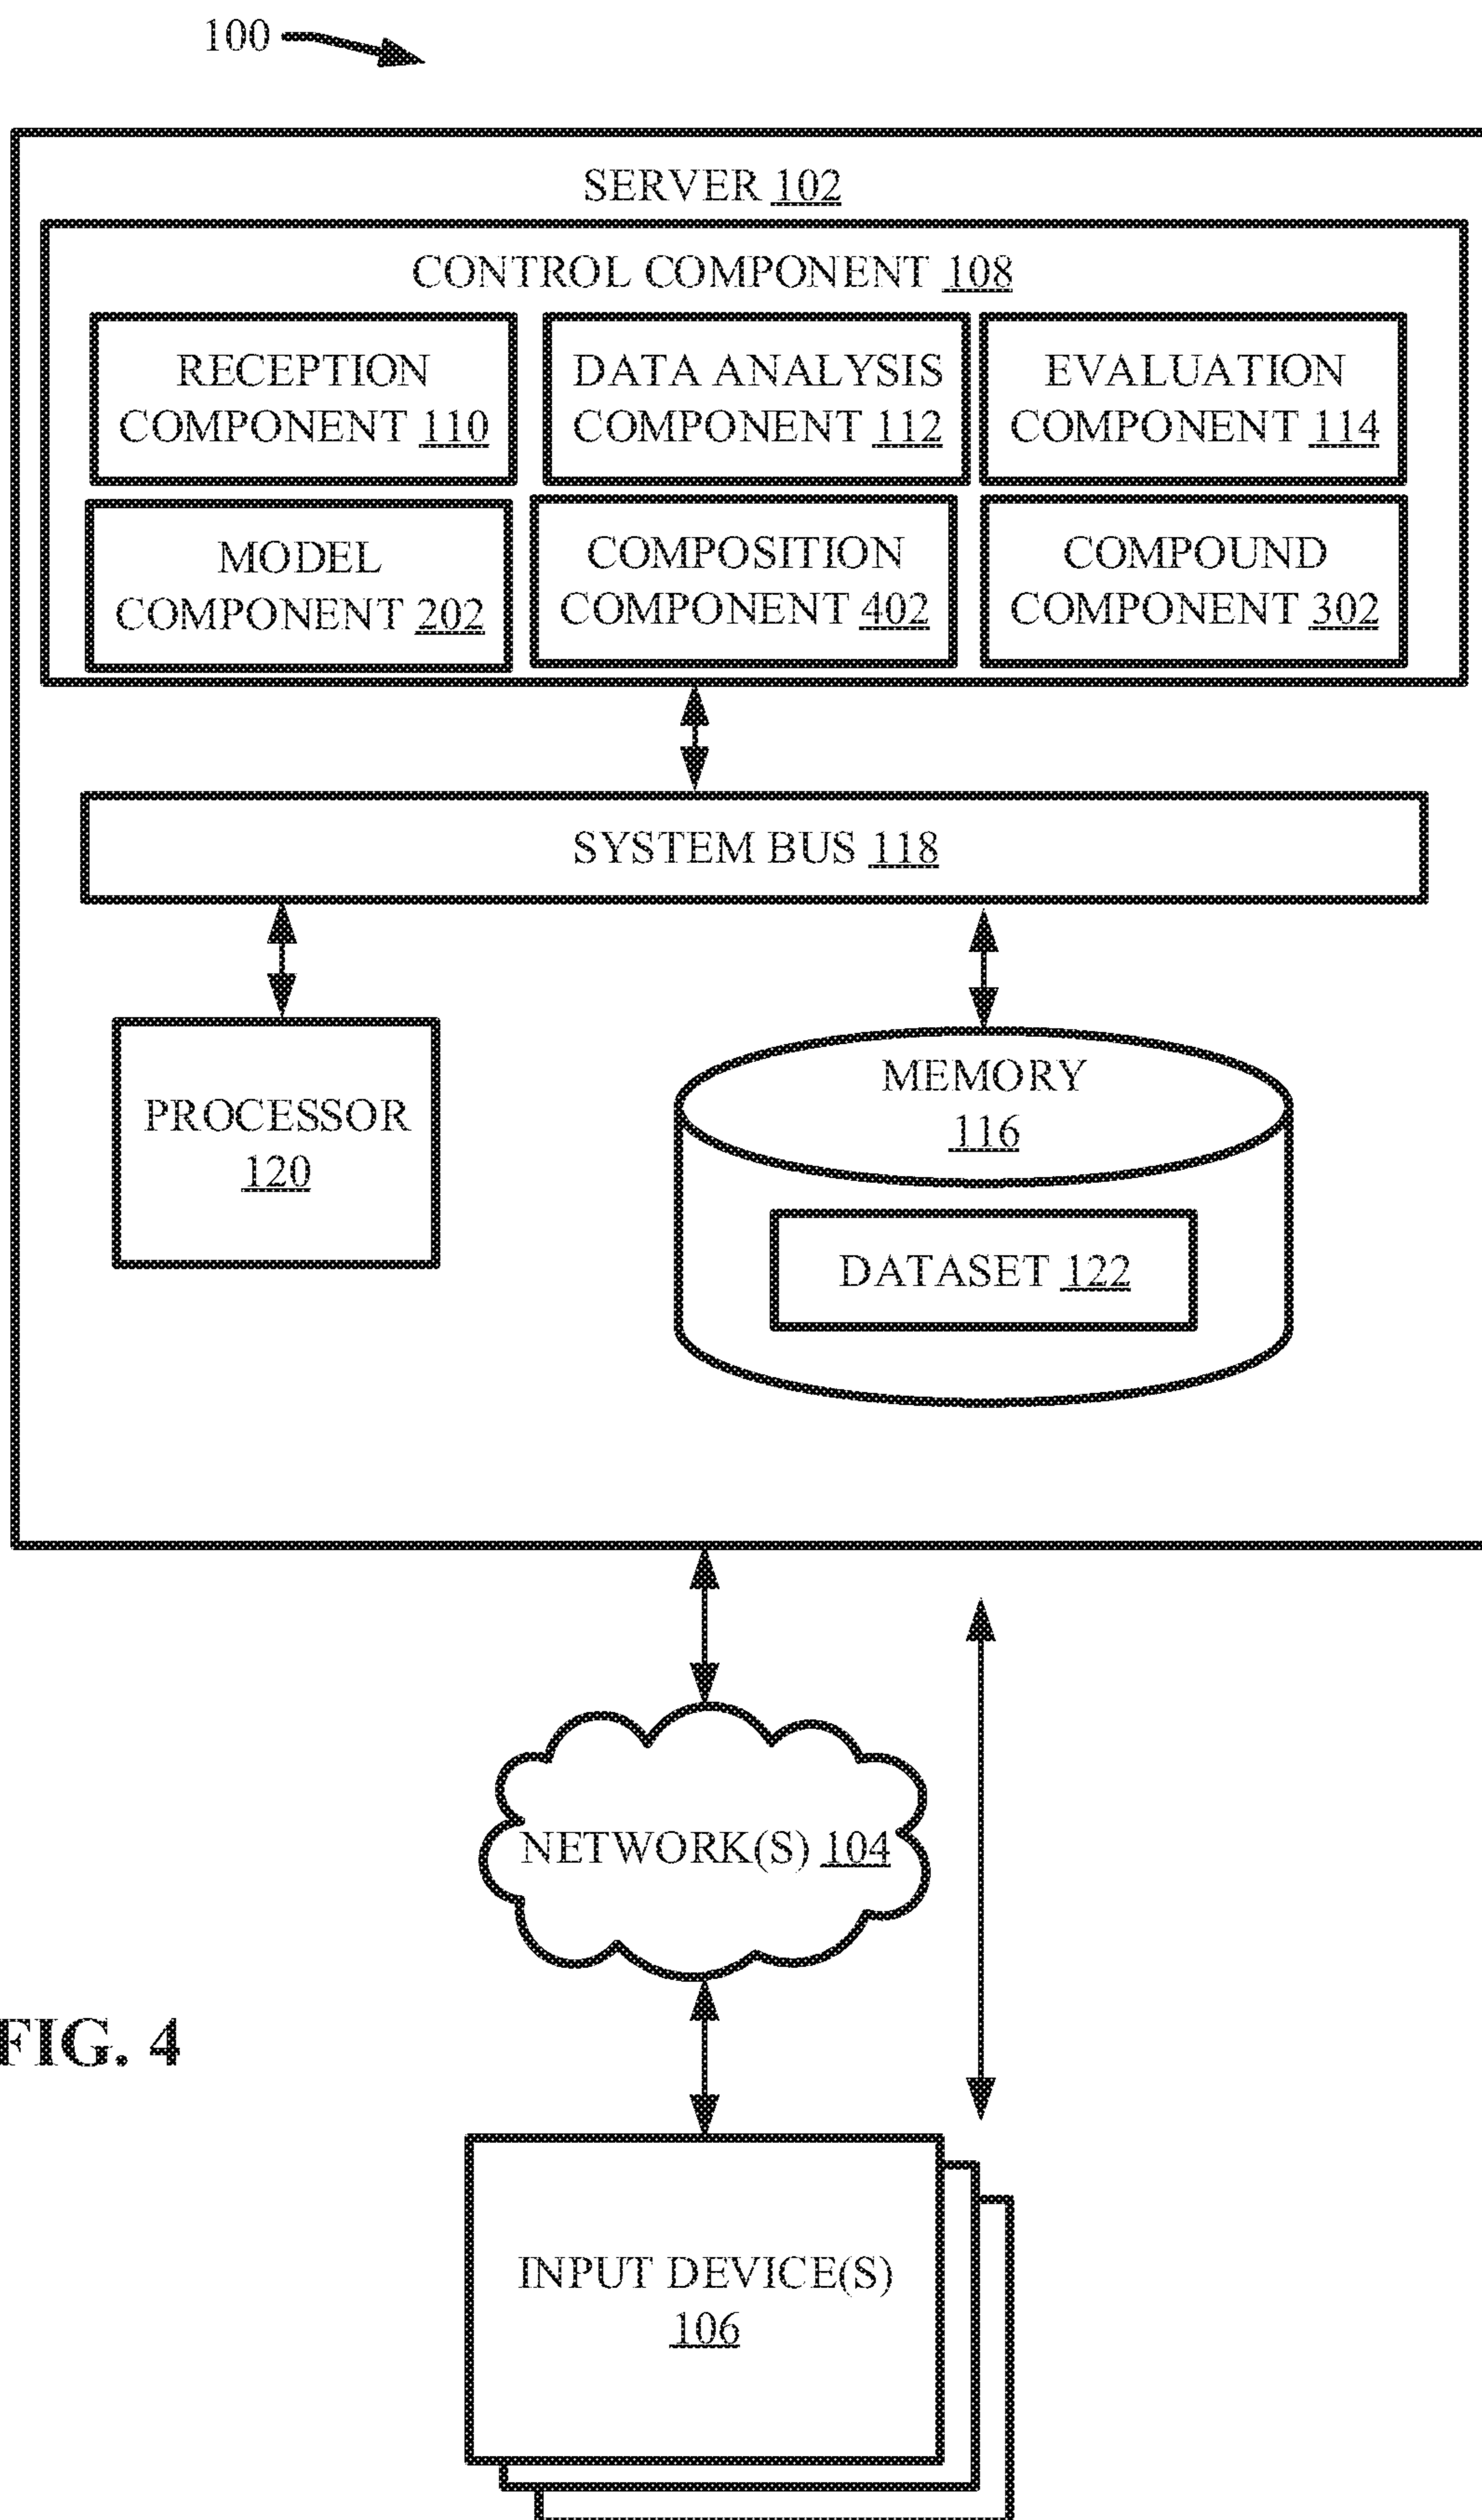 100
SERVER 102
CONTROL COMPONENT 108
RECEPTION
COMPONENT 110
DATA ANALYSIS
COMPONENT 112
EVALUATION
COMPONENT 114
MODEL
COMPONENT 202
COMPOSITION
COMPONENT 402
COMPOUND
COMPONENT 302
SYSTEM BUS 118
PROCESSOR
120
MEMORY
116
DATASET 122
NETWORK(S) 104
FIG. 4
INPUT DEVICE(S)
106